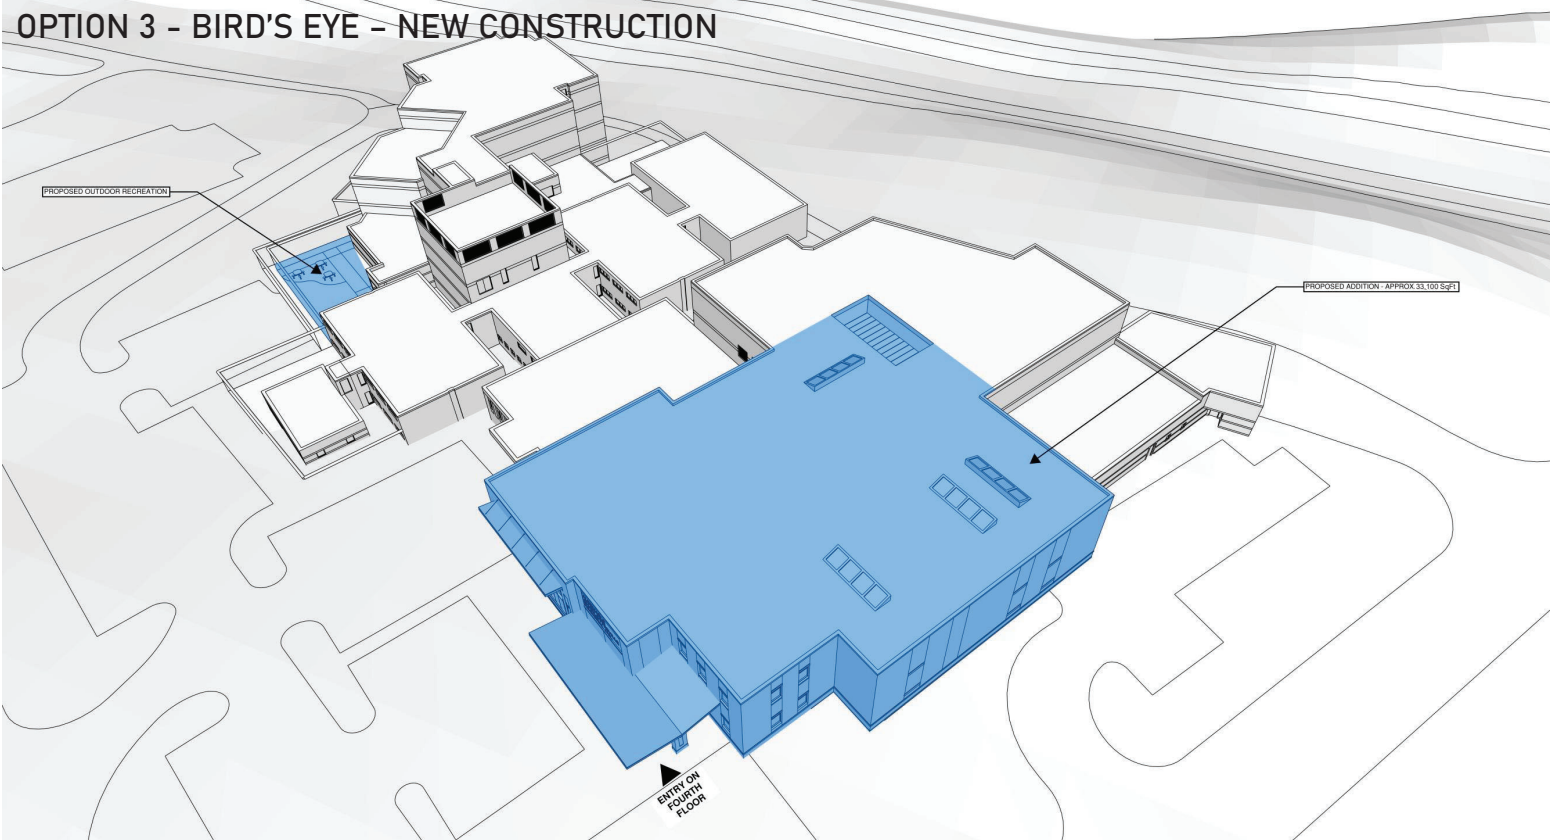 OPTION 3 - BIRD'S EYE – NEW CONSTRUCTION
PROPOSED OUTDOOR RECREATION
PROPOSED ADDITION - APPROX.33,100 SqFt
ENTRY ON
FOURTH
FLOOR